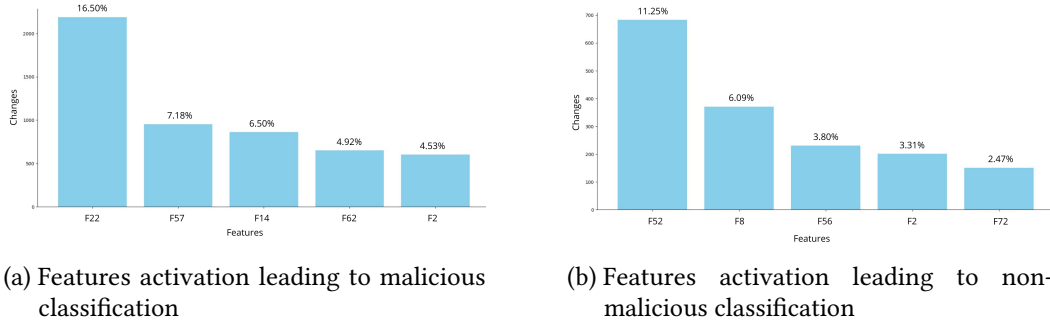 16.50%
7.18%
6.50%
4.92%
4.53%
2000
1500
1000
500
0
Changes
F22 F57 F14 F62 F2
Features
(a) Features activation leading to malicious
classification
11.25%
6.09%
3.80%
3.31%
2.47%
700
600
500
400
300
200
100
0
Changes
F52 F8 F56 F2 F72
Features
(b) Features activation leading to non-
malicious classification